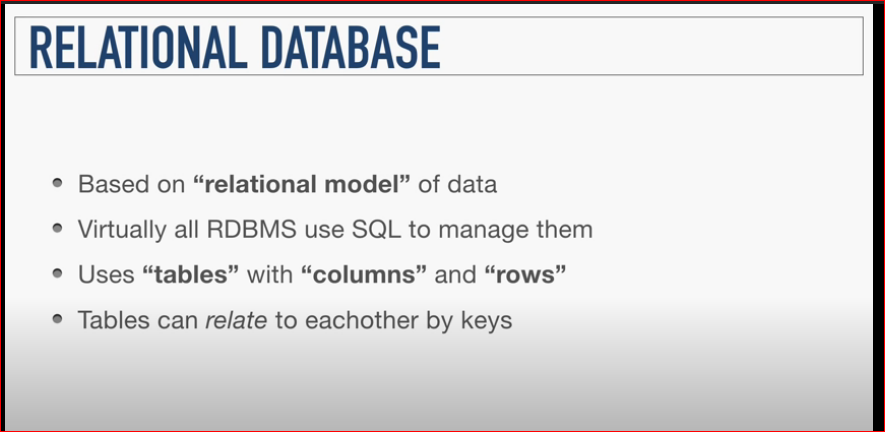 RELATIONAL DATABASE
• Based on “relational model” of data
• Virtually all RDBMS use SQL to manage them
• Uses “tables” with “columns” and “rows”
• Tables can relate to eachother by keys